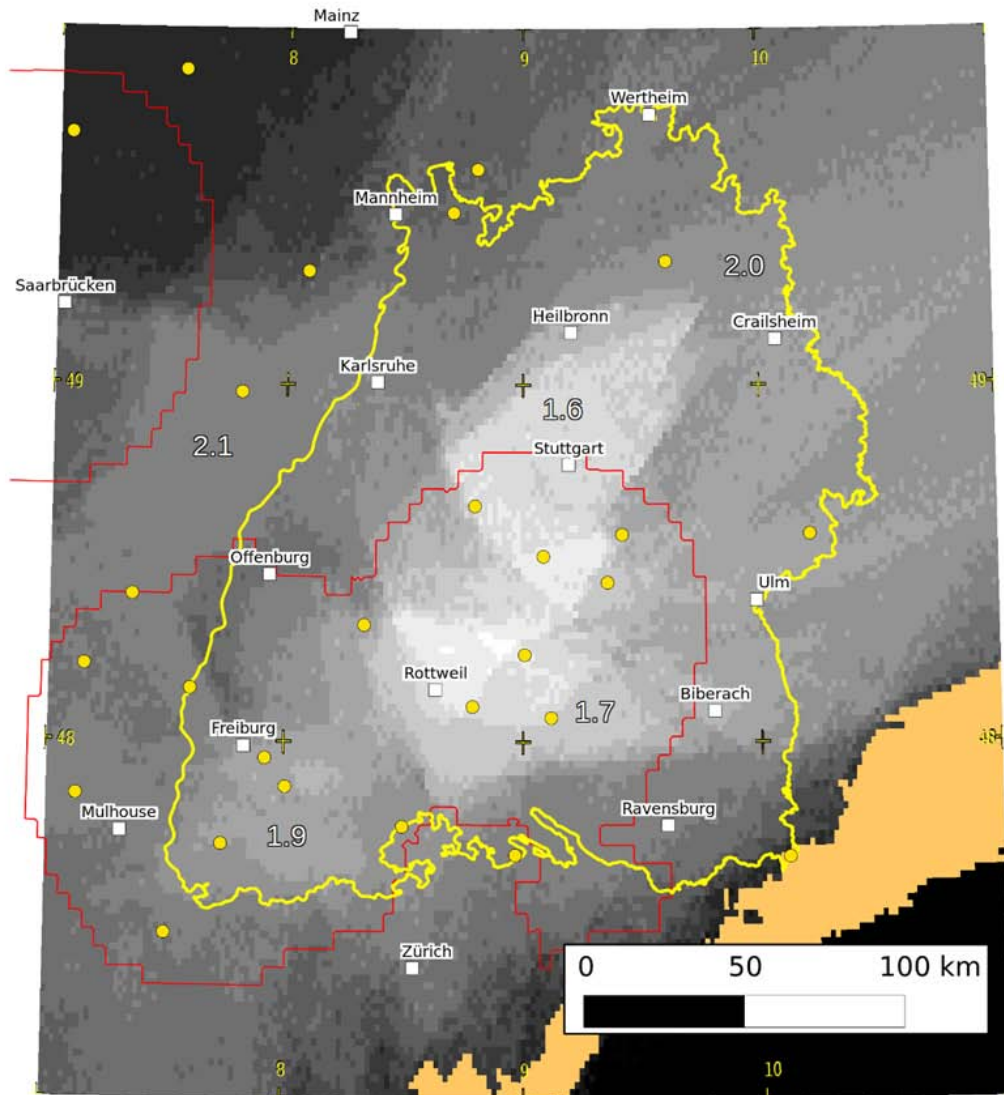 Mainz
8
9
10
Wertheim
Mannheim
2.0
Saarbrücken
Heilbronn
Crailsheim
Karlsruhe
49
49
1.6
2.1
Stuttgart
Offenburg
Ulm
Rottweil
Biberach
1.7
Freiburg
48
48
Mulhouse
Ravensburg
1.9
Zürich
0 50 100 km
8
9
10